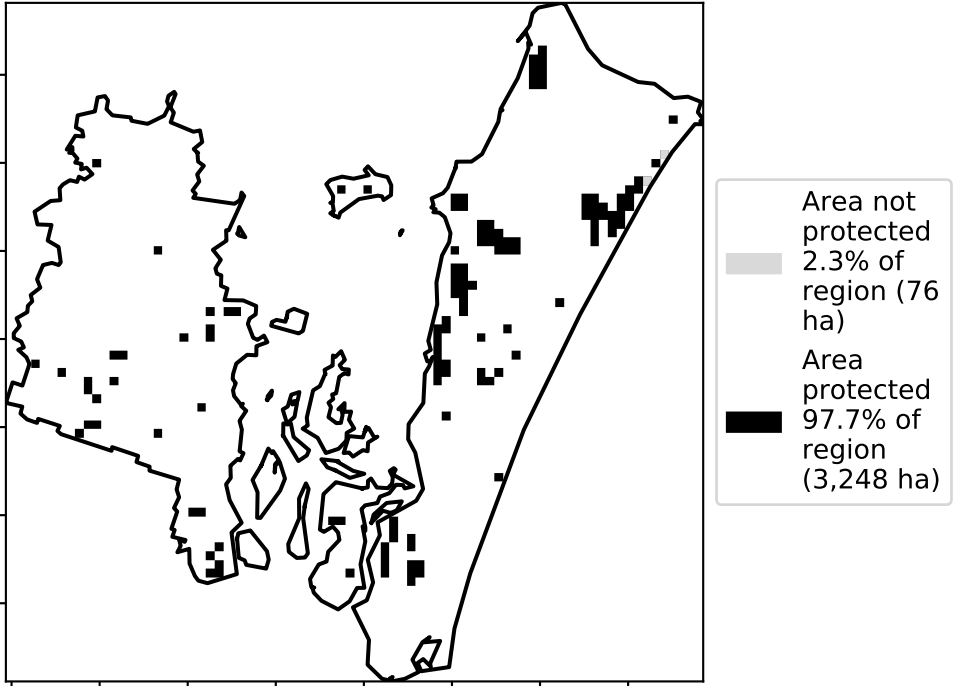 Area not
protected
2.3% of
region (76
ha)
Area
protected
97.7% of
region
(3,248 ha)